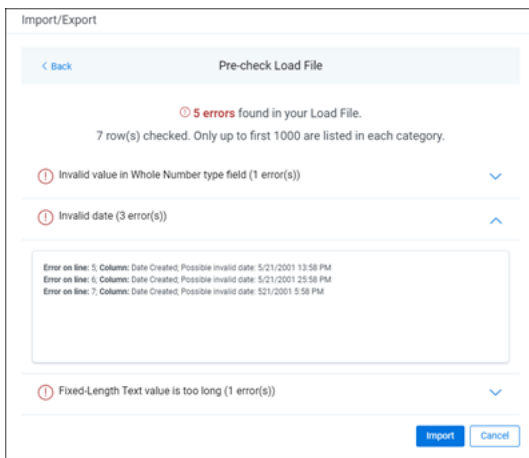 Import/Export
Back
Pre-check Load File
5 errors found in your Load File.
7 row(s) checked. Only up to first 1000 are listed in each category.
Invalid value in Whole Number type field (1 error(s))
Invalid date (3 error(s))
Error on line: 5; Column: Date Created; Possible invalid date: 5/21/2001 13:58 PM
Error on line: 6; Column: Date Created; Possible invalid date: 5/21/2001 25:58 PM
Error on line: 7; Column: Date Created; Possible invalid date: 521/2001 5:58 PM
Fixed-Length Text value is too long (1 error(s))
Import
Cancel